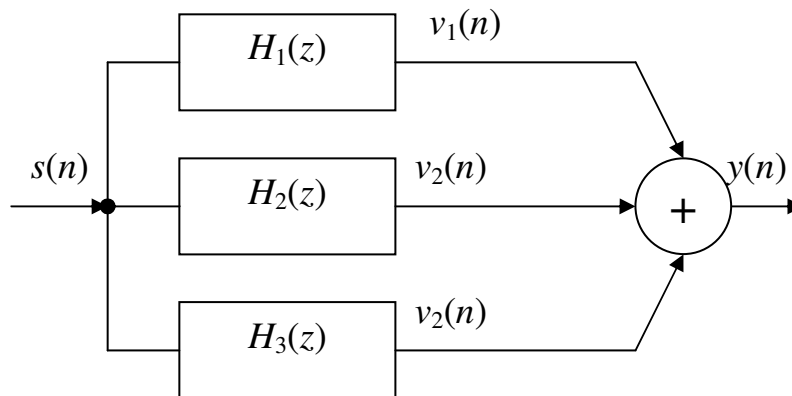 H₁(z)
v₁(n)
s(n)
H₂(z)
v₂(n)
y(n)
+
H₃(z)
v₂(n)